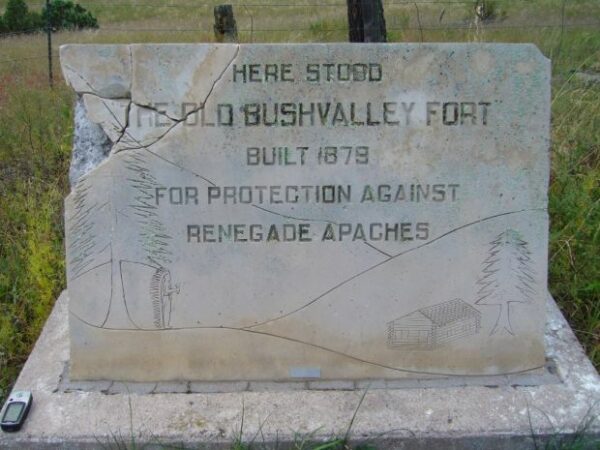 HERE STOOD
THE OLD BUSHVALLEY FORT
BUILT 1879
FOR PROTECTION AGAINST
RENEGADE APACHES